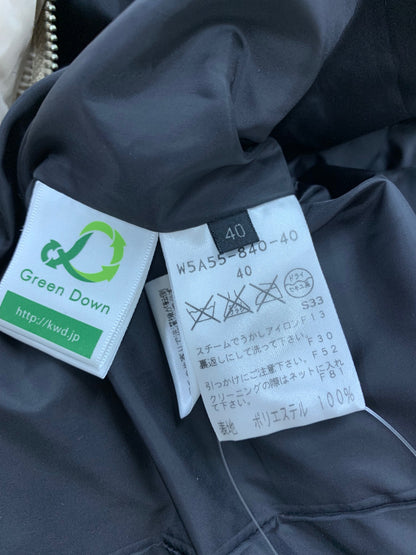 Green Down
http://kwd.jp
40
W5A55-840-40
40
ドライ
セキユ系
S33
スチームでうかしアイロン F13
裏返しにして洗って下さい。 F30
引っかけにご注意下さい。 F52
クリーニングの際はネットに入れ
て下さい。 F81
表地 ポリエステル 100%